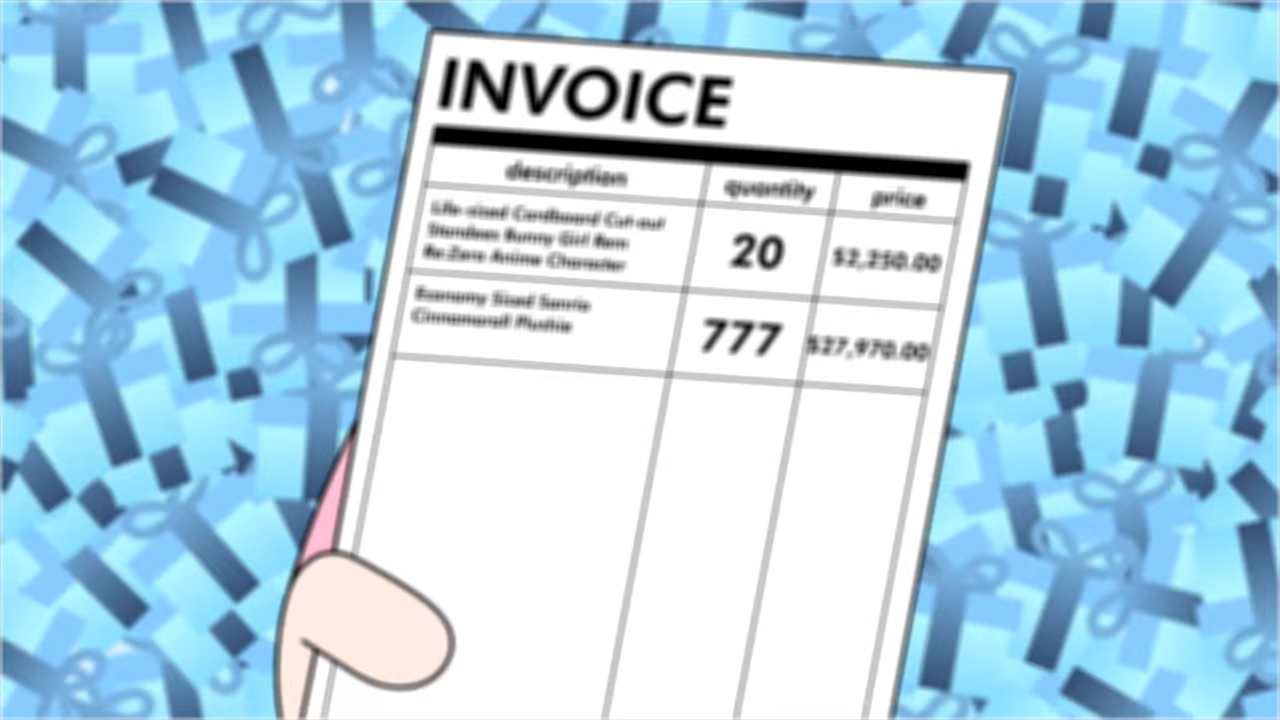 INVOICE
description quantity price
Life-sized Cardboard Cut-out
Standees Bunny Girl Rem
Re:Zero Anime Character
20 $2,250.00
Economy Sized Sanrio
Cinnamoroll Plushie
777 $27,970.00